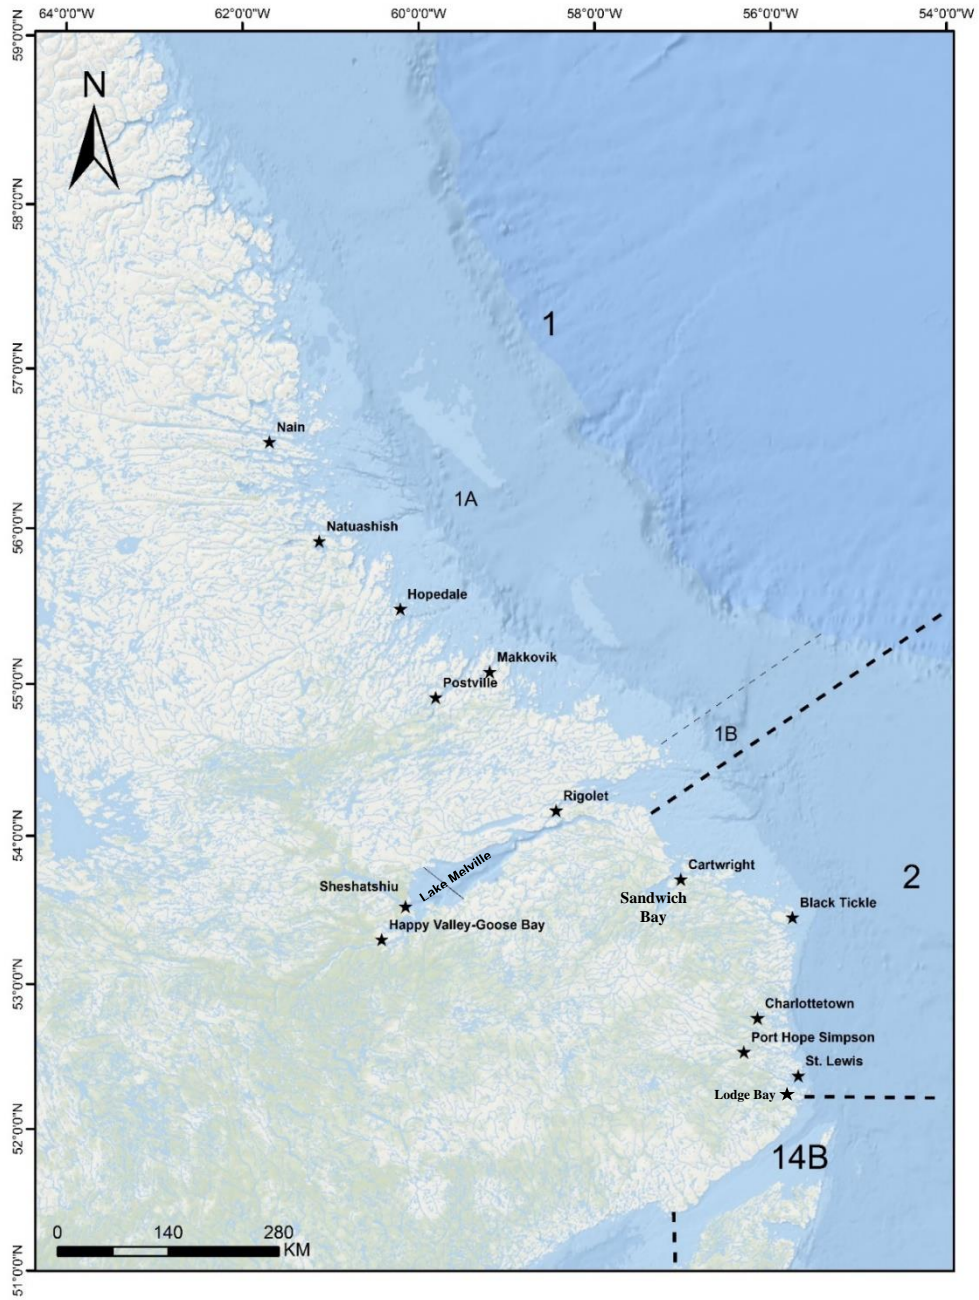 64°0'0"W 62°0'0"W 60°0'0"W 58°0'0"W 56°0'0"W 54°0'0"W
59°0'0"N
N
58°0'0"N
1
57°0'0"N
Nain
1A
56°0'0"N
Natuashish
Hopedale
Makkovik
55°0'0"N
Postville
1B
Rigolet
54°0'0"N
Lake Melville
Cartwright
2
Sheshatshiu
Sandwich
Bay
Black Tickle
Happy Valley-Goose Bay
53°0'0"N
Charlottetown
Port Hope Simpson
St. Lewis
Lodge Bay
52°0'0"N
14B
0 140 280
KM
51°0'0"N